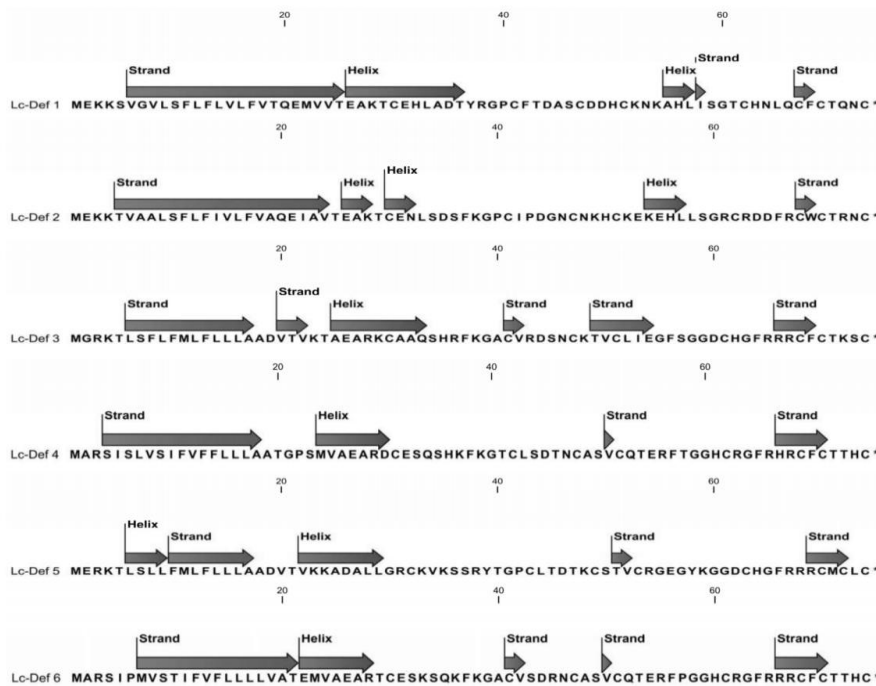 20 40 60
Strand
Strand Helix Helix Strand
Lc-Def 1 MEKKSVGVLSFLFLVLFVTQEMVVTEAKTCEHLADTYRGPCFTDASCDDHCKNKAHLISGTCHNLQCFCTQNC*
20 40 60
Helix
Strand Helix Helix Strand
Lc-Def 2 MEKKTVAALSFLFIVLFVAQEIAVTEAKTCENLSDSFKGPCIPDGNCNKHCKEKEHLLSGRCRDDFRCWCTRNC*
20 40 60
Strand
Strand Helix Strand Strand Strand
Lc-Def 3 MGRKTLSFLFMLFLLLAADVTVKTAEARKCAAQSHRFKGACVRDSNCKTVCLIEGFSGGDCHGFRRRCFCTKSC*
20 40 60
Strand Helix Strand Strand
Lc-Def 4 MARSISLVSIFVFFLLLAATGPSMVAEARDCESQSHKFKGTCLSDTNCASVCQTERFTGGHCRGFRHRCFCTTHC*
20 40 60
Helix
Strand Helix Strand Strand
Lc-Def 5 MERKTLSLLFMLFLLLAADVTVKKADALLGRCKVKSSRYTGPCLTDTKCSTVCRGEGYKGGDCHGFRRRCMCLC*
20 40 60
Strand Helix Strand Strand Strand
Lc-Def 6 MARSIPMVSTIFVFLLLLVATEMVAEARTCESKSQKFKGACVSDRNCASVCQTERFPGGHCRGFRRRCFCTTHC*